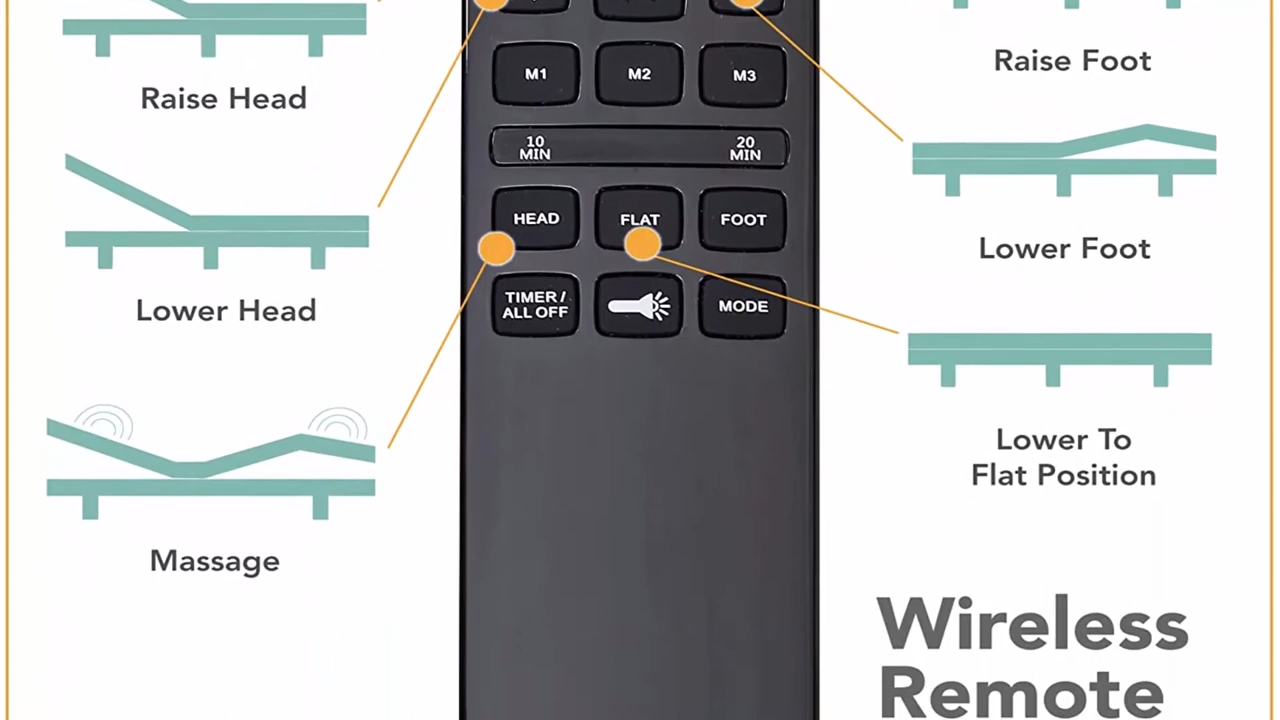 Raise Head
Lower Head
Massage
M1
M2
M3
10
MIN
20
MIN
HEAD
FLAT
FOOT
TIMER /
ALL OFF
MODE
Raise Foot
Lower Foot
Lower To
Flat Position
Wireless
Remote